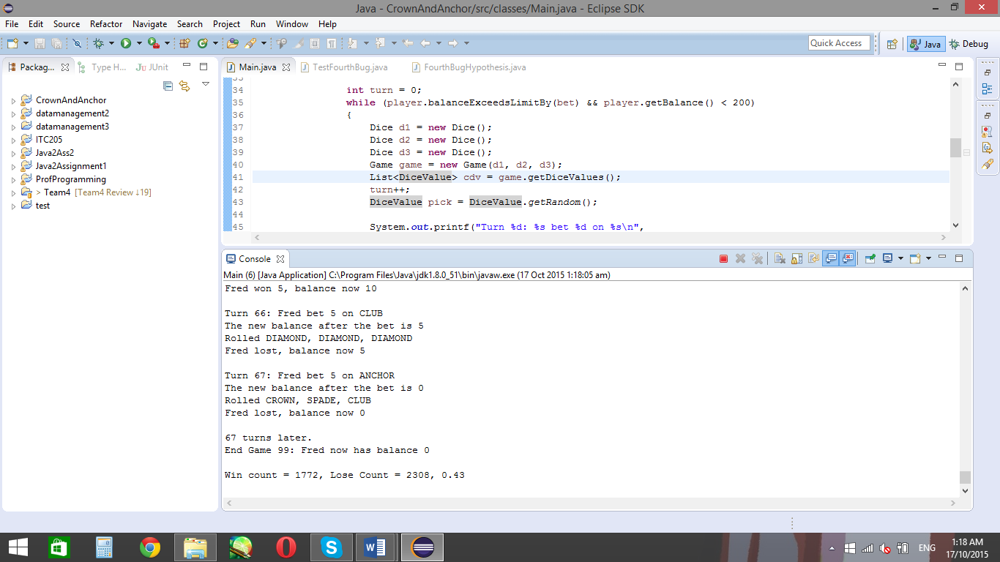 Java - CrownAndAnchor/src/classes/Main.java - Eclipse SDK
File Edit Source Refactor Navigate Search Project Run Window Help
Quick Access Java Debug
Packag... Type H... JUnit
CrownAndAnchor
datamanagement2
datamanagement3
ITC205
Java2Ass2
Java2Assignment1
ProfProgramming
> Team4 [Team4 Review ↓19]
test
Main.java TestFourthBug.java FourthBugHypothesis.java
33
34 int turn = 0;
35 while (player.balanceExceedsLimitBy(bet) && player.getBalance() < 200)
36 {
37 Dice d1 = new Dice();
38 Dice d2 = new Dice();
39 Dice d3 = new Dice();
40 Game game = new Game(d1, d2, d3);
41 List<DiceValue> cdv = game.getDiceValues();
42 turn++;
43 DiceValue pick = DiceValue.getRandom();
44
45 System.out.printf("Turn %d: %s bet %d on %s\n",
Console
Main (6) [Java Application] C:\Program Files\Java\jdk1.8.0_51\bin\javaw.exe (17 Oct 2015 1:18:05 am)
Fred won 5, balance now 10
Turn 66: Fred bet 5 on CLUB
The new balance after the bet is 5
Rolled DIAMOND, DIAMOND, DIAMOND
Fred lost, balance now 5
Turn 67: Fred bet 5 on ANCHOR
The new balance after the bet is 0
Rolled CROWN, SPADE, CLUB
Fred lost, balance now 0
67 turns later.
End Game 99: Fred now has balance 0
Win count = 1772, Lose Count = 2308, 0.43
ENG
1:18 AM
17/10/2015